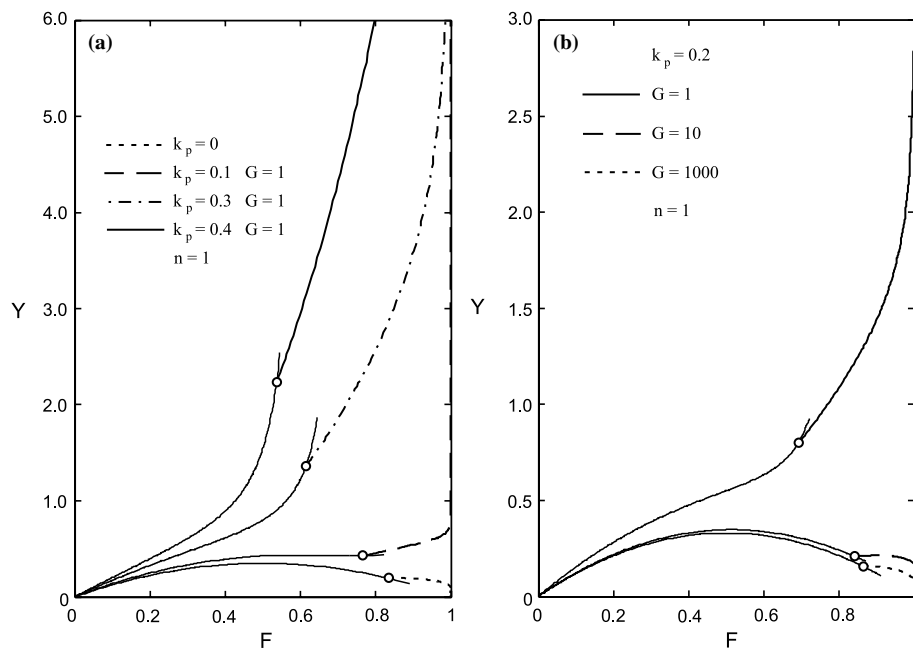 (a)
6.0
5.0
4.0
3.0
2.0
1.0
0
Y
k p = 0
k p = 0.1 G = 1
k p = 0.3 G = 1
k p = 0.4 G = 1
n = 1
0 0.2 0.4 0.6 0.8 1
F
(b)
3.0
2.5
2.0
1.5
1.0
0.5
0
Y
k p = 0.2
G = 1
G = 10
G = 1000
n = 1
0 0.2 0.4 0.6 0.8
F